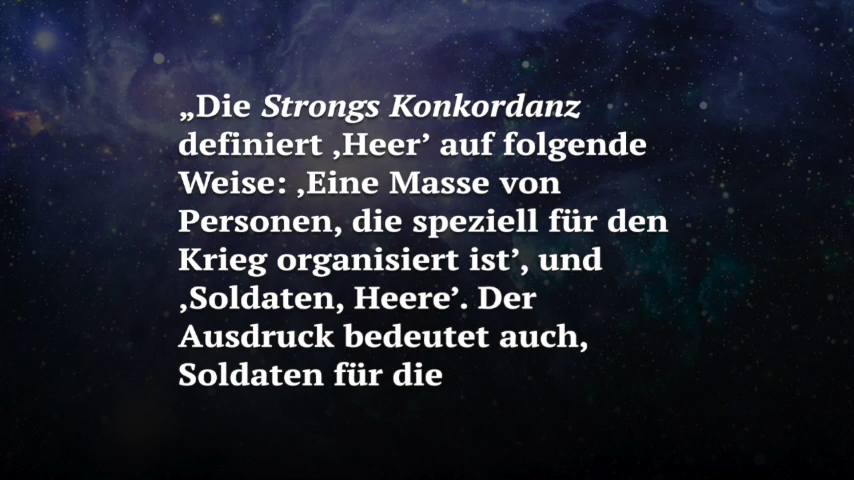 „Die Strongs Konkordanz
definiert ‚Heer’ auf folgende
Weise: ‚Eine Masse von
Personen, die speziell für den
Krieg organisiert ist’, und
‚Soldaten, Heere’. Der
Ausdruck bedeutet auch,
Soldaten für die